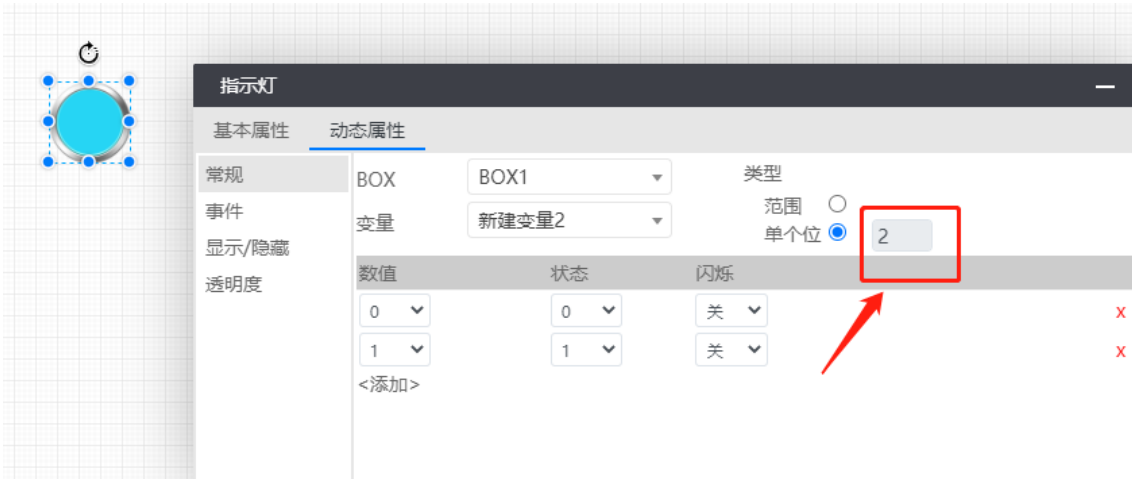 指示灯
基本属性 动态属性
常规
事件
显示/隐藏
透明度
BOX BOX1 类型
范围
变量 新建变量2 单个位 2
数值 状态 闪烁
0 0 关 x
1 1 关 x
<添加>